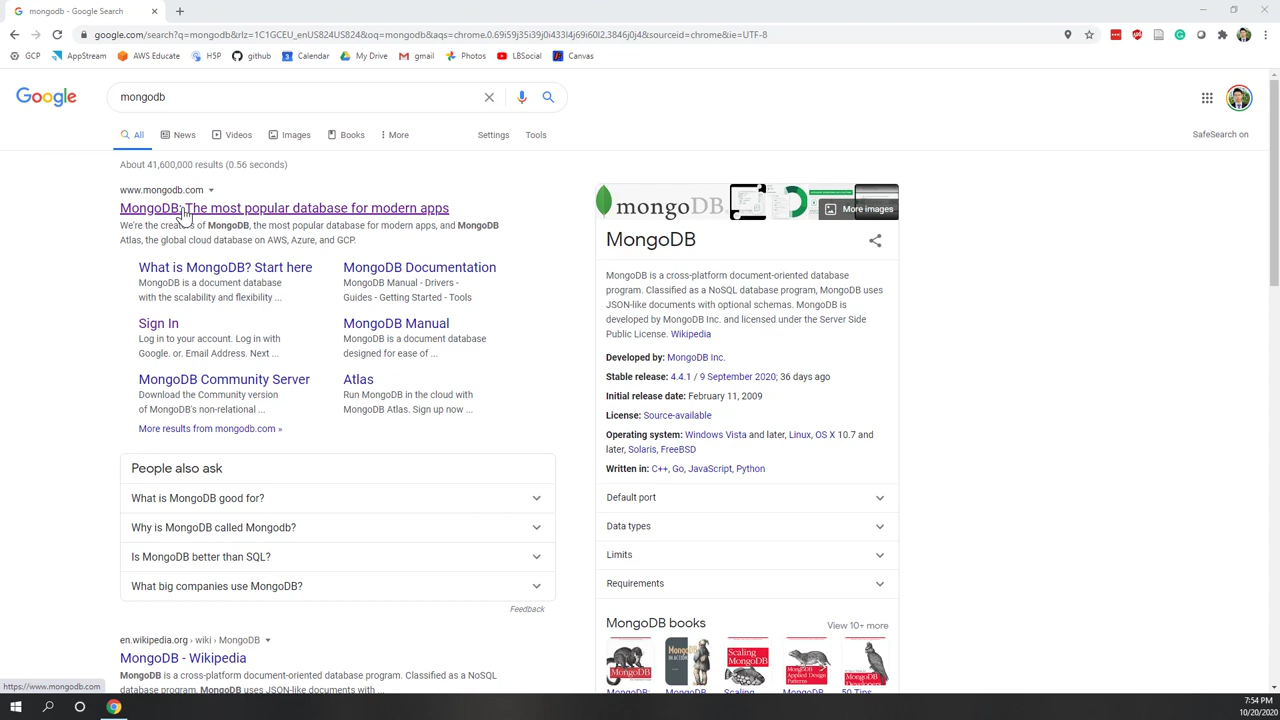 mongodb - Google Search
google.com/search?q=mongodb&rlz=1C1GCEU_enUS824US824&oq=mongodb&aqs=chrome.0.69i59j35i39j0i433l4j69i60l2.3846j0j4&sourceid=chrome&ie=UTF-8
GCP AppStream AWS Educate H5P github Calendar My Drive gmail Photos LBSocial Canvas
Google
mongodb
All News Videos Images Books More Settings Tools
SafeSearch on
About 41,600,000 results (0.56 seconds)
www.mongodb.com
MongoDB: The most popular database for modern apps
We're the creators of MongoDB, the most popular database for modern apps, and MongoDB
Atlas, the global cloud database on AWS, Azure, and GCP.
What is MongoDB? Start here
MongoDB is a document database
with the scalability and flexibility ...
MongoDB Documentation
MongoDB Manual - Drivers -
Guides - Getting Started - Tools
Sign In
Log in to your account. Log in with
Google. or. Email Address. Next ...
MongoDB Manual
MongoDB is a document database
designed for ease of ...
MongoDB Community Server
Download the Community version
of MongoDB's non-relational ...
Atlas
Run MongoDB in the cloud with
MongoDB Atlas. Sign up now ...
More results from mongodb.com »
People also ask
What is MongoDB good for?
Why is MongoDB called Mongodb?
Is MongoDB better than SQL?
What big companies use MongoDB?
Feedback
en.wikipedia.org › wiki › MongoDB
MongoDB - Wikipedia
MongoDB is a cross-platform document-oriented database program. Classified as a NoSQL
database program, MongoDB uses JSON-like documents with ...
mongoDB
More images
MongoDB
MongoDB is a cross-platform document-oriented database
program. Classified as a NoSQL database program, MongoDB uses
JSON-like documents with optional schemas. MongoDB is
developed by MongoDB Inc. and licensed under the Server Side
Public License. Wikipedia
Developed by: MongoDB Inc.
Stable release: 4.4.1 / 9 September 2020; 36 days ago
Initial release date: February 11, 2009
License: Source-available
Operating system: Windows Vista and later, Linux, OS X 10.7 and
later, Solaris, FreeBSD
Written in: C++, Go, JavaScript, Python
Default port
Data types
Limits
Requirements
MongoDB books
View 10+ more
Scaling
MongoDB
MongoDB: MongoDB Scaling MongoDB 50 Tips
https://www.mongodb.com
7:54 PM
10/20/2020